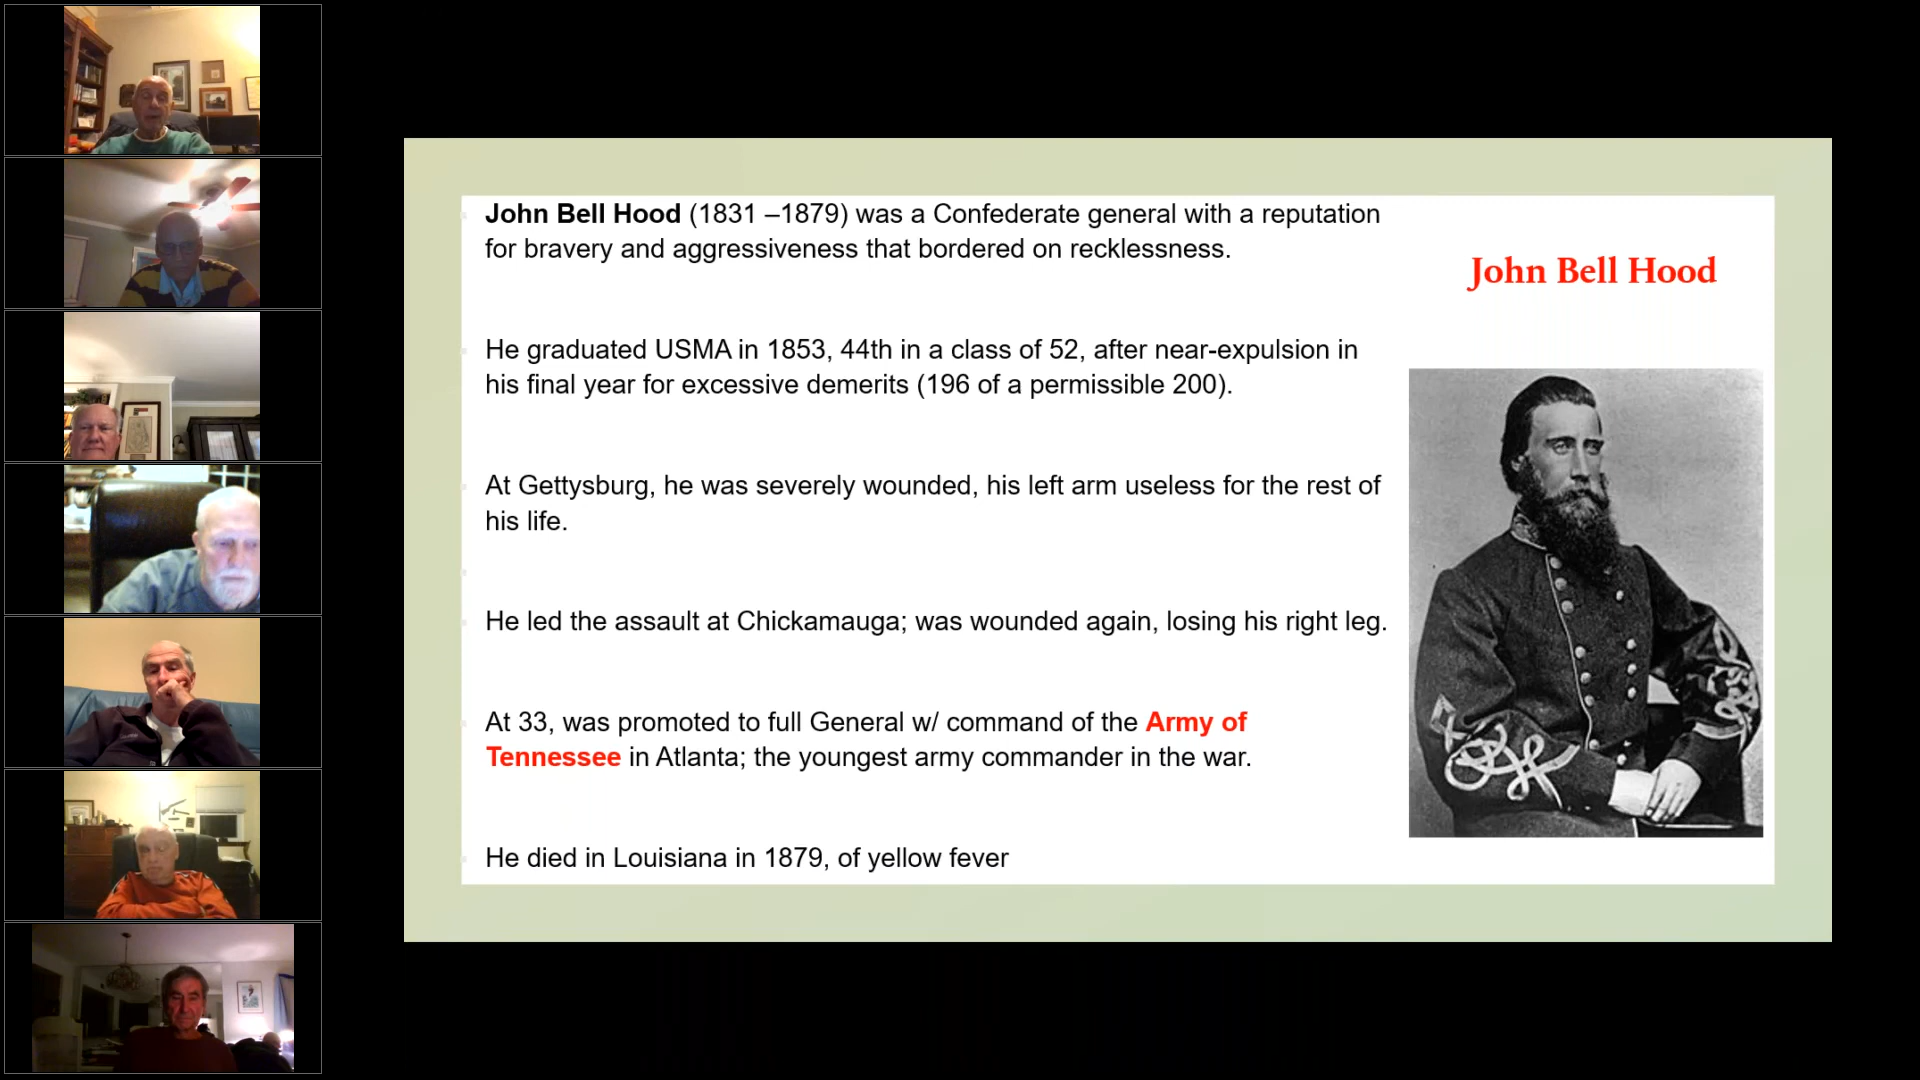 John Bell Hood (1831 –1879) was a Confederate general with a reputation
for bravery and aggressiveness that bordered on recklessness.
He graduated USMA in 1853, 44th in a class of 52, after near-expulsion in
his final year for excessive demerits (196 of a permissible 200).
At Gettysburg, he was severely wounded, his left arm useless for the rest of
his life.
He led the assault at Chickamauga; was wounded again, losing his right leg.
At 33, was promoted to full General w/ command of the Army of
Tennessee in Atlanta; the youngest army commander in the war.
He died in Louisiana in 1879, of yellow fever
John Bell Hood